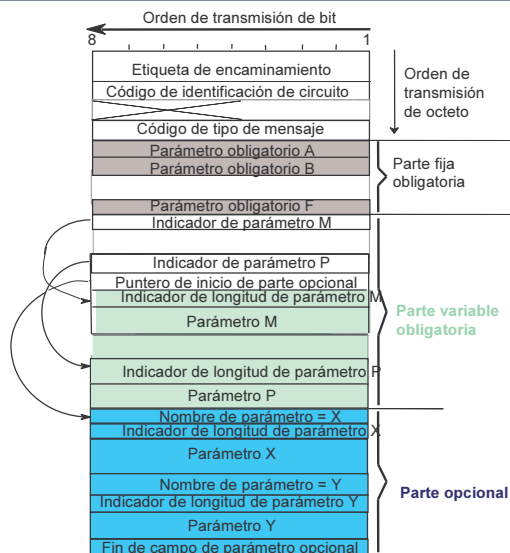 Orden de transmisión de bit
8
1
Etiqueta de encaminamiento
Código de identificación de circuito
Código de tipo de mensaje
Orden de
transmisión
de octeto
Parámetro obligatorio A
Parámetro obligatorio B
Parámetro obligatorio F
Parte fija
obligatoria
Indicador de parámetro M
Indicador de parámetro P
Puntero de inicio de parte opcional
Indicador de longitud de parámetro M
Parámetro M
Indicador de longitud de parámetro P
Parámetro P
Parte variable
obligatoria
Nombre de parámetro = X
Indicador de longitud de parámetro X
Parámetro X
Nombre de parámetro = Y
Indicador de longitud de parámetro Y
Parámetro Y
Fin de campo de parámetro opcional
Parte opcional